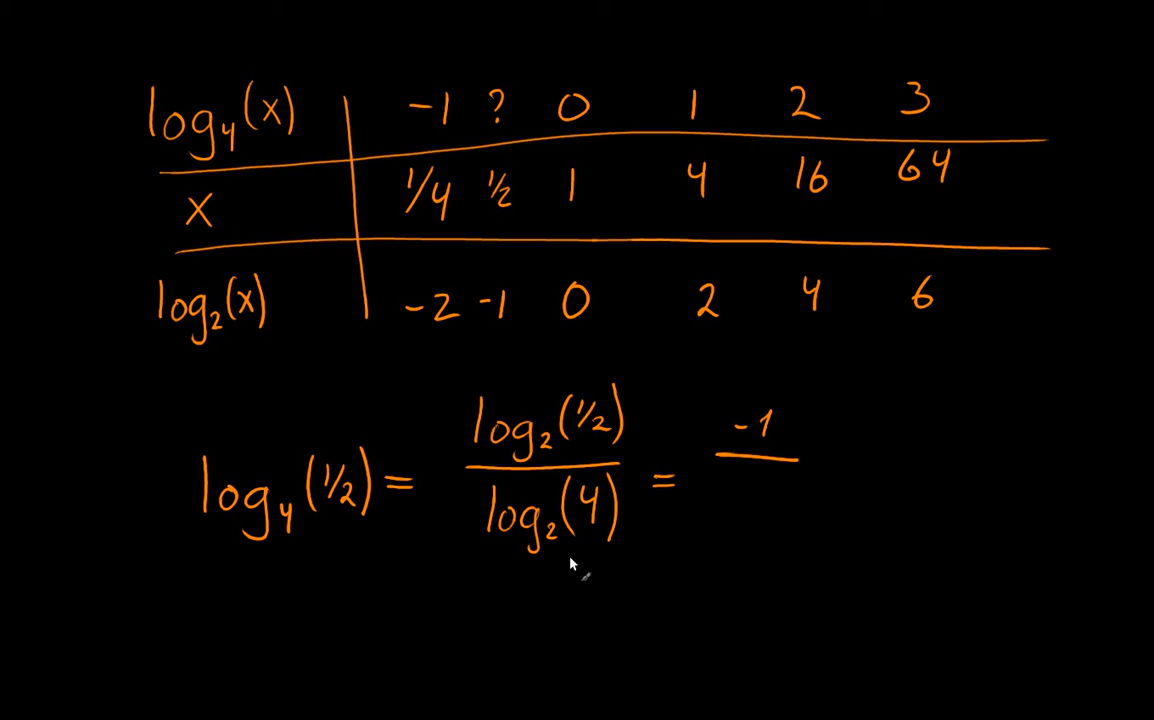 log₄(x) -1 ? 0 1 2 3
x 1/4 1/2 1 4 16 64
log₂(x) -2 -1 0 2 4 6
log₂(1/2)
-1
log₄(1/2) = =
log₂(4)